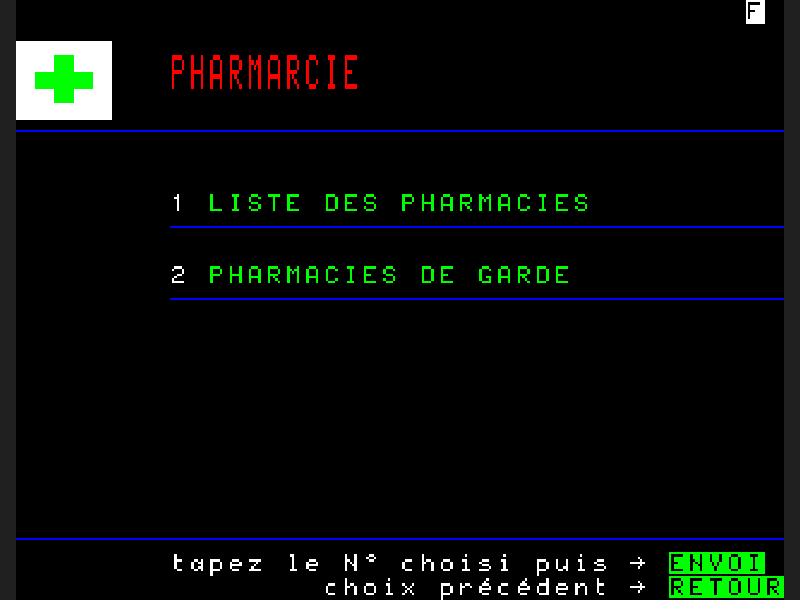 F
PHARMARCIE
1 LISTE DES PHARMACIES
2 PHARMACIES DE GARDE
tapez le N° choisi puis → ENVOI
choix précédent → RETOUR